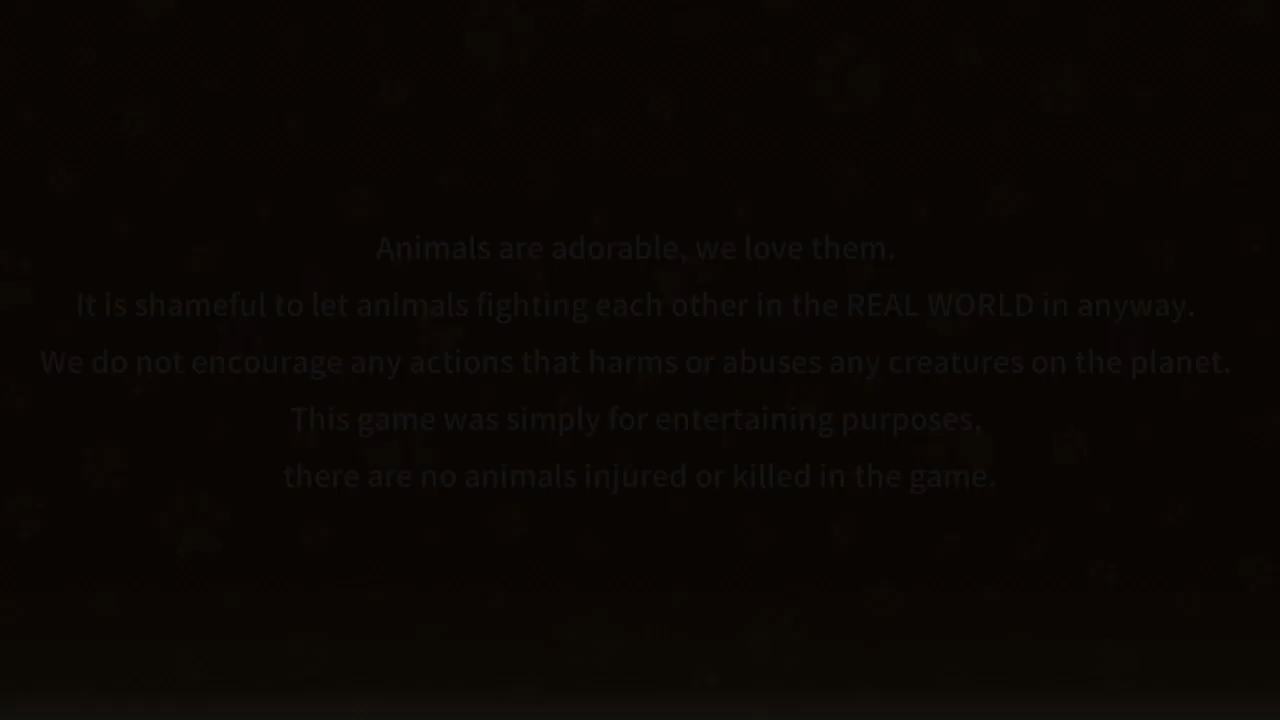 Animals are adorable, we love them.
It is shameful to let animals fighting each other in the REAL WORLD in anyway.
We do not encourage any actions that harms or abuses any creatures on the planet.
This game was simply for entertaining purposes,
there are no animals injured or killed in the game.